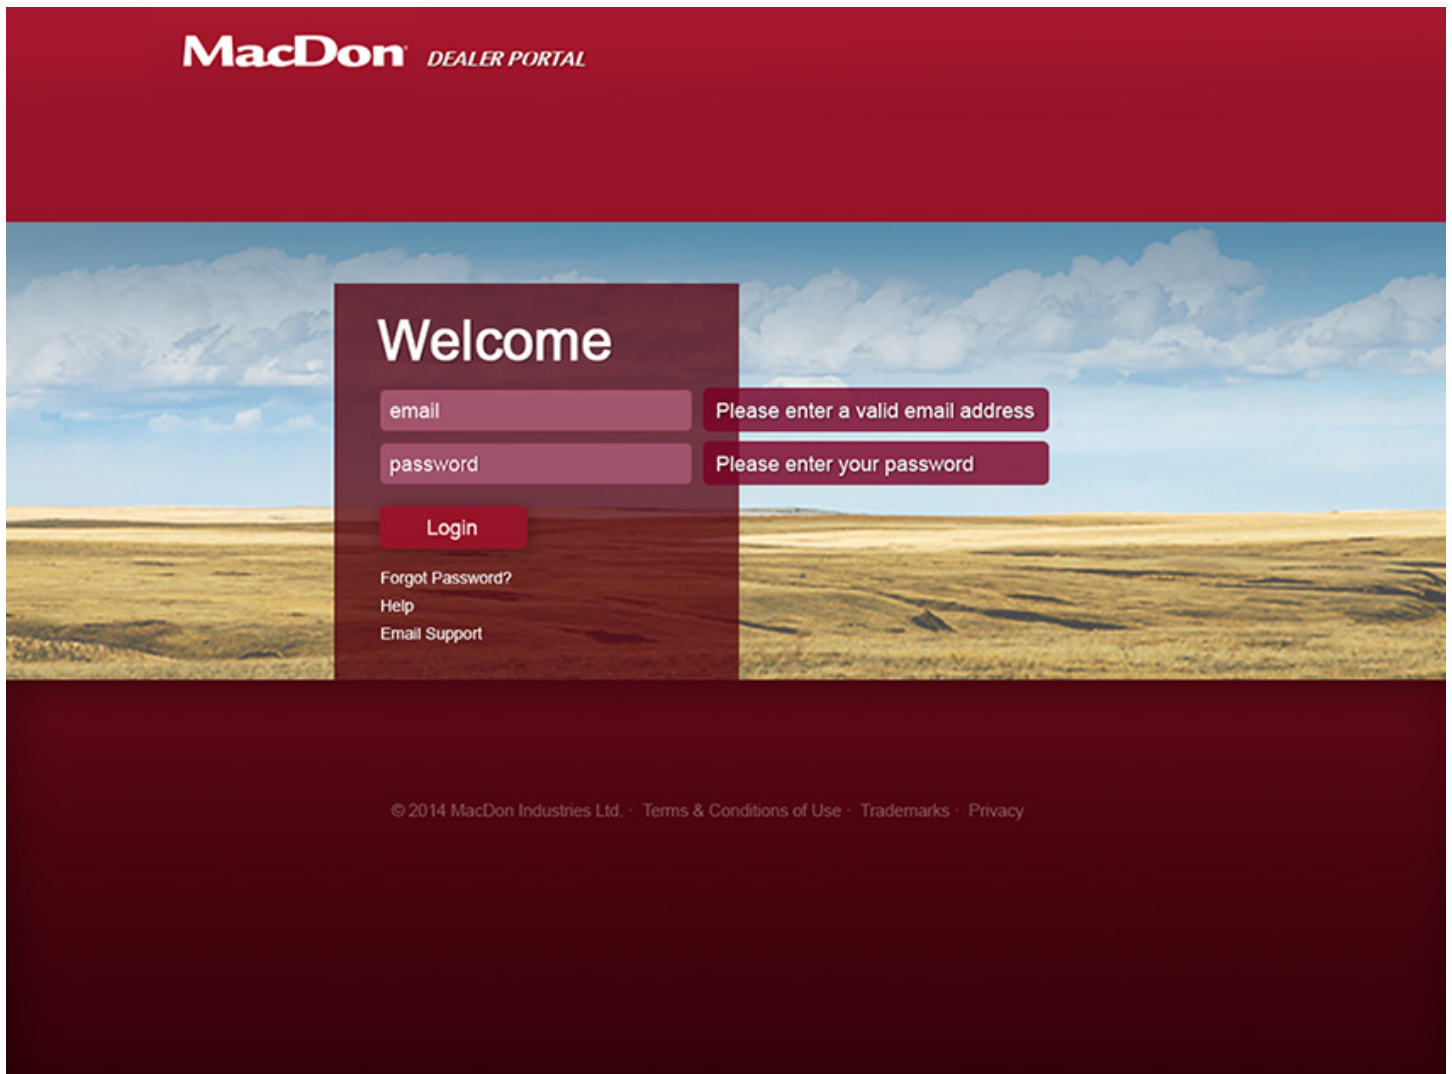 MacDon® DEALER PORTAL
Welcome
email Please enter a valid email address
password Please enter your password
Login
Forgot Password?
Help
Email Support
© 2014 MacDon Industries Ltd. · Terms & Conditions of Use · Trademarks · Privacy